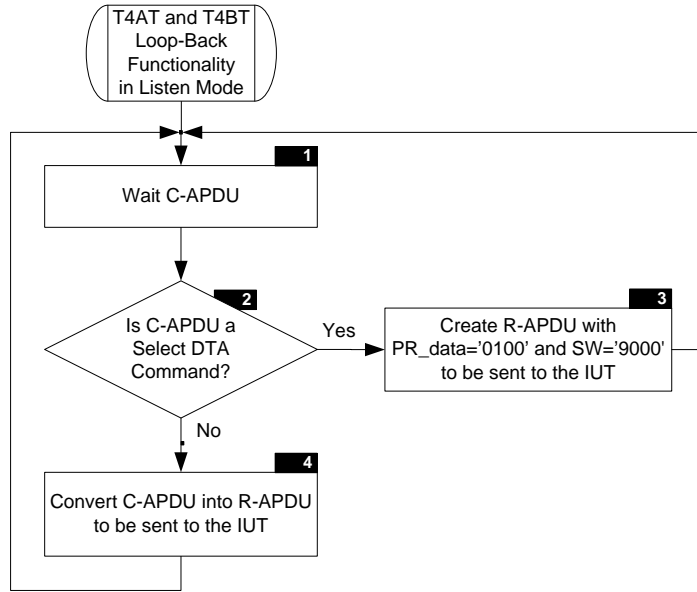 T4AT and T4BT
Loop-Back
Functionality
in Listen Mode
1
Wait C-APDU
2
Is C-APDU a
Select DTA
Command?
Yes
3
Create R-APDU with
PR_data='0100' and SW='9000'
to be sent to the IUT
No
4
Convert C-APDU into R-APDU
to be sent to the IUT